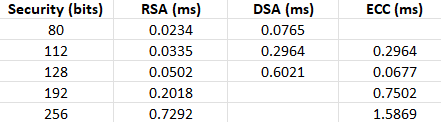 Security (bits) RSA (ms) DSA (ms) ECC (ms)
80 0.0234 0.0765
112 0.0335 0.2964 0.2964
128 0.0502 0.6021 0.0677
192 0.2018 0.7502
256 0.7292 1.5869